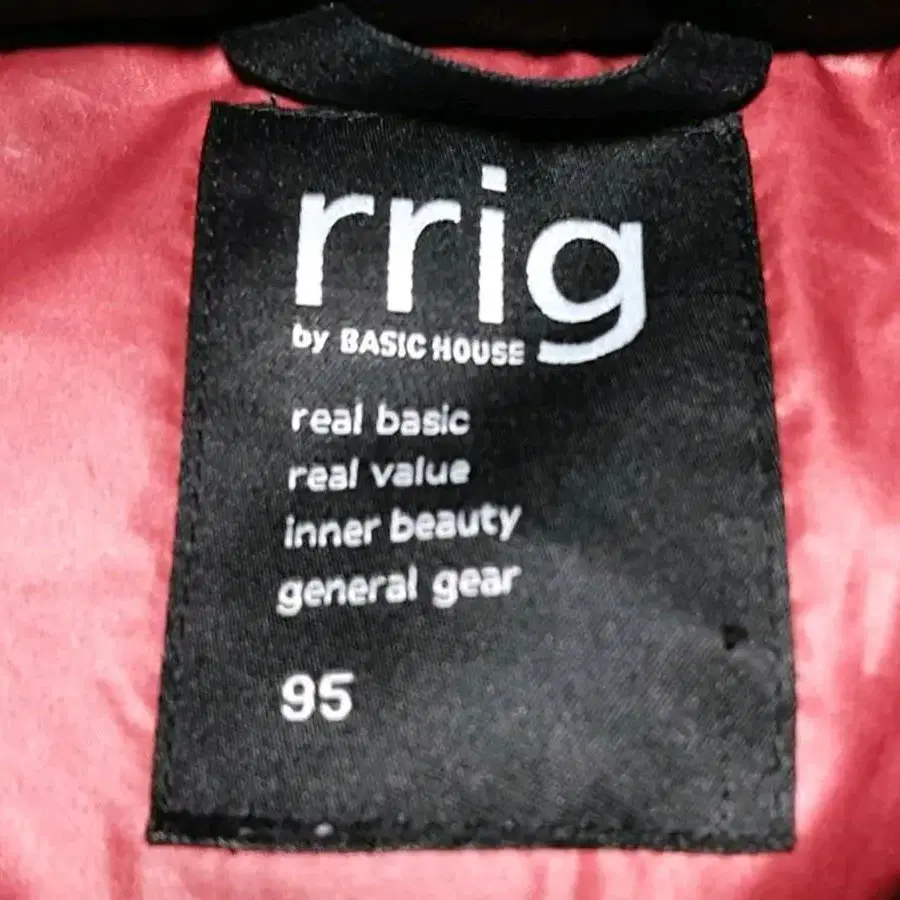 rrig
by BASIC HOUSE
real basic
real value
inner beauty
general gear
95